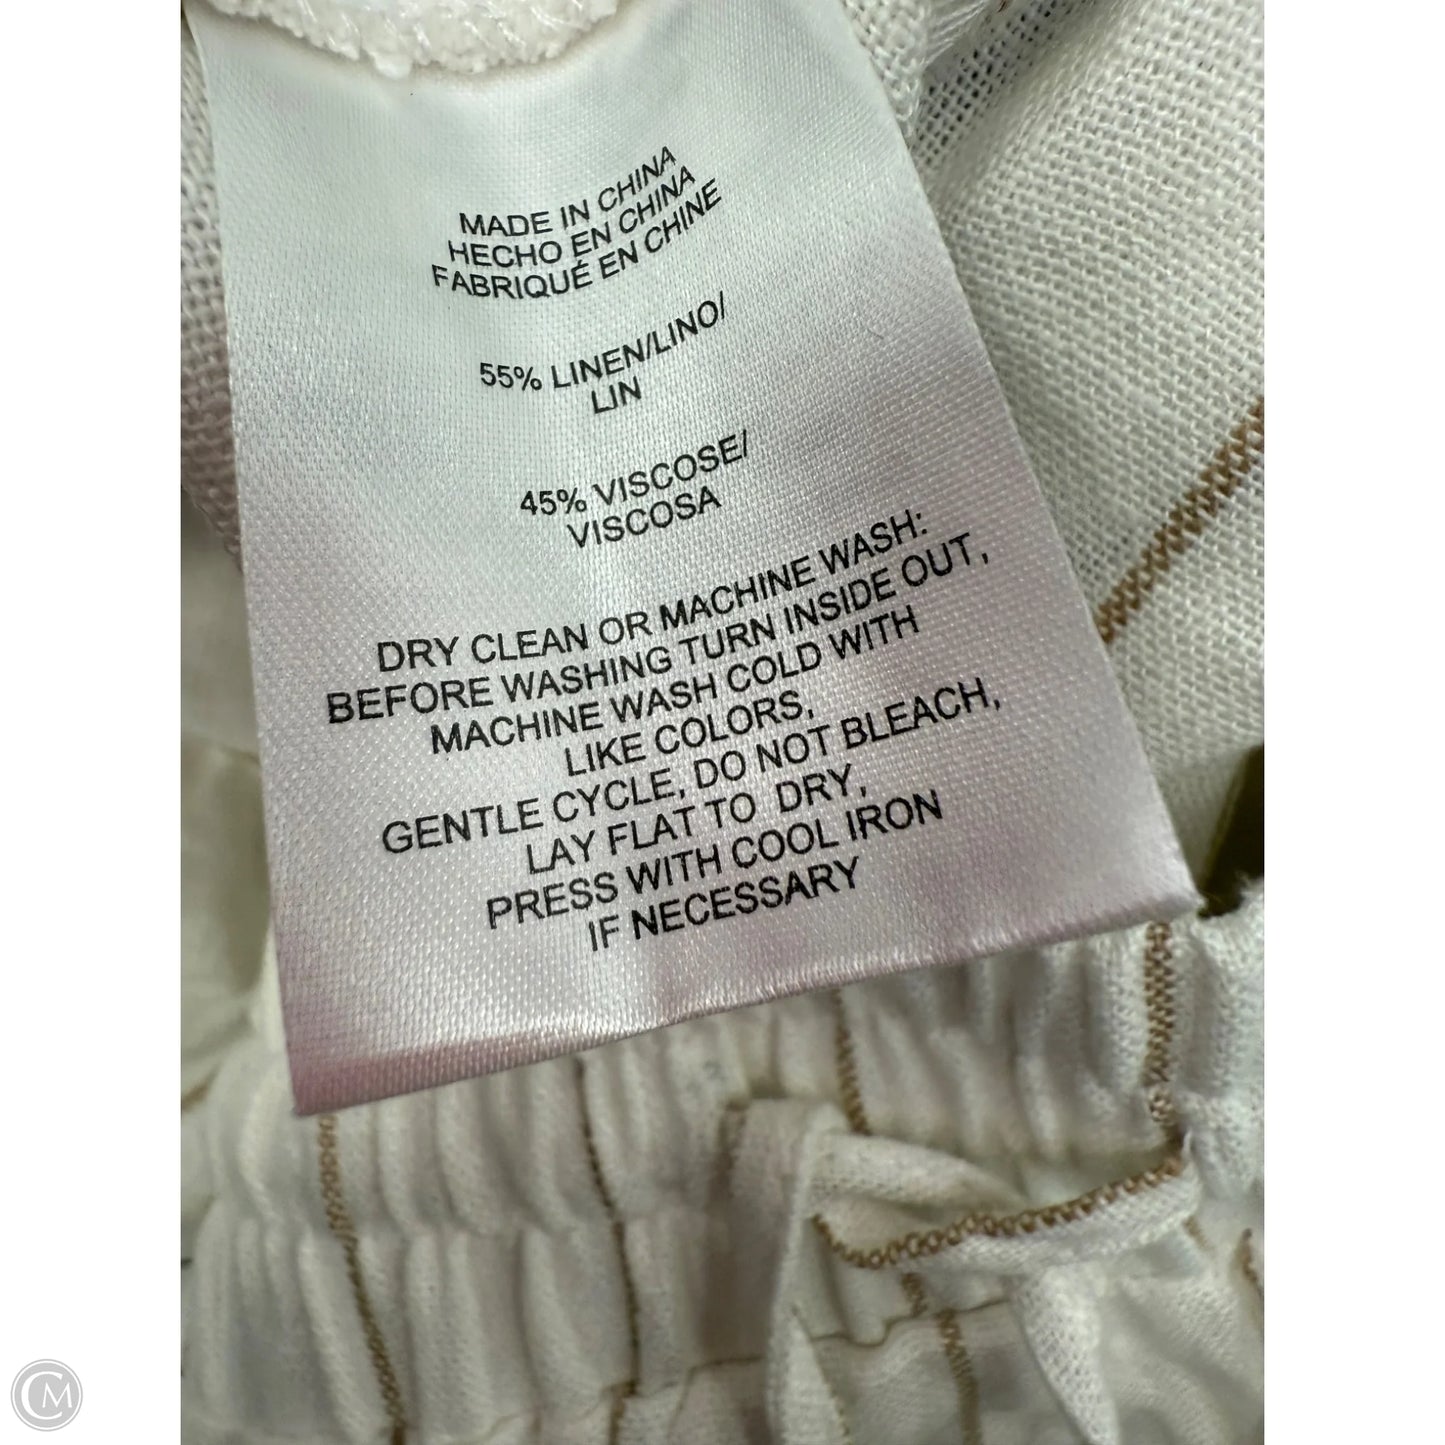 MADE IN CHINA
HECHO EN CHINA
FABRIQUÉ EN CHINE
55% LINEN/LINO/
LIN
45% VISCOSE/
VISCOSA
DRY CLEAN OR MACHINE WASH:
BEFORE WASHING TURN INSIDE OUT,
MACHINE WASH COLD WITH
LIKE COLORS,
GENTLE CYCLE, DO NOT BLEACH,
LAY FLAT TO DRY,
PRESS WITH COOL IRON
IF NECESSARY
CM